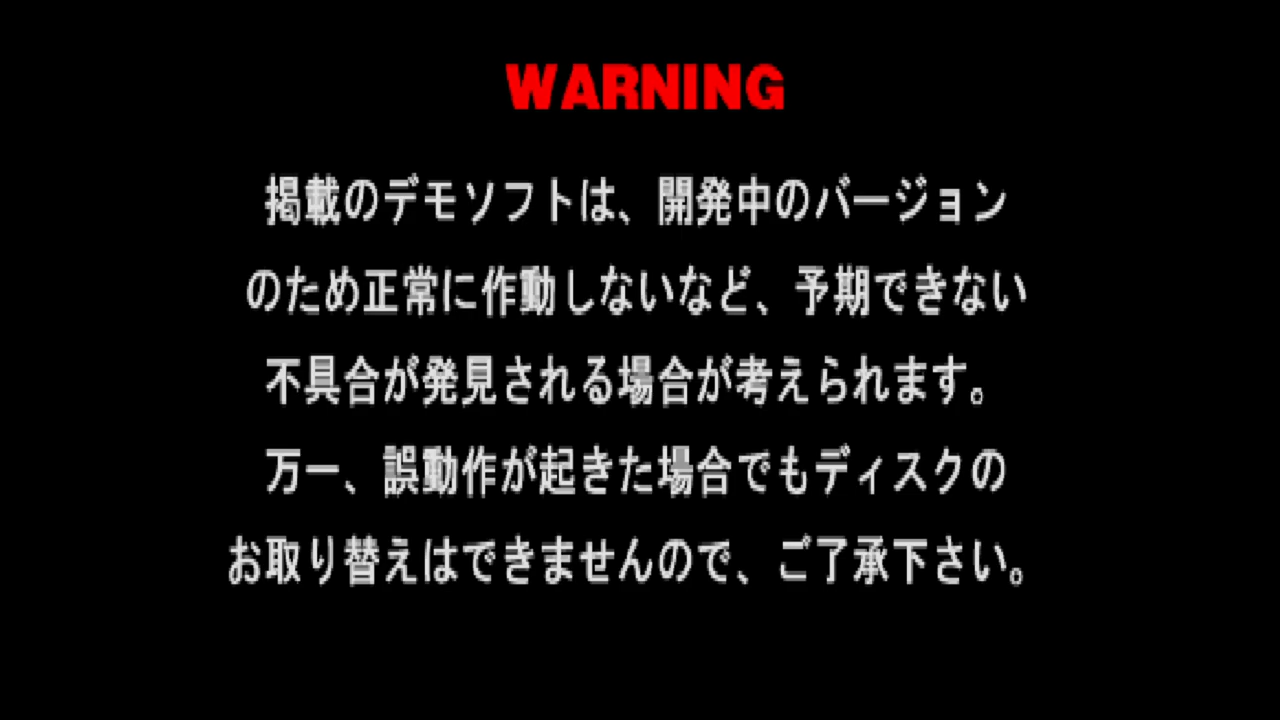 WARNING
掲載のデモソフトは、開発中のバージョン
のため正常に作動しないなど、予期できない
不具合が発見される場合が考えられます。
万一、誤動作が起きた場合でもディスクの
お取り替えはできませんので、ご了承下さい。